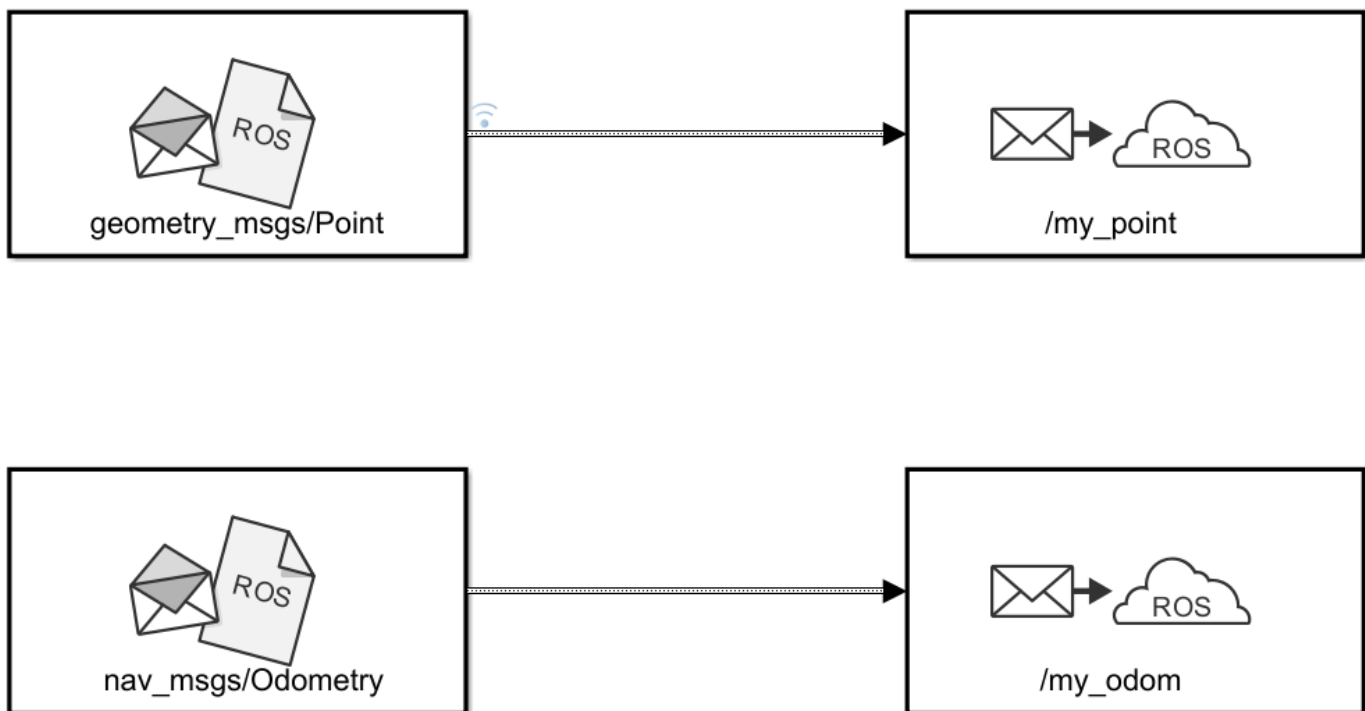 ROS
geometry_msgs/Point
ROS
/my_point
ROS
nav_msgs/Odometry
ROS
/my_odom